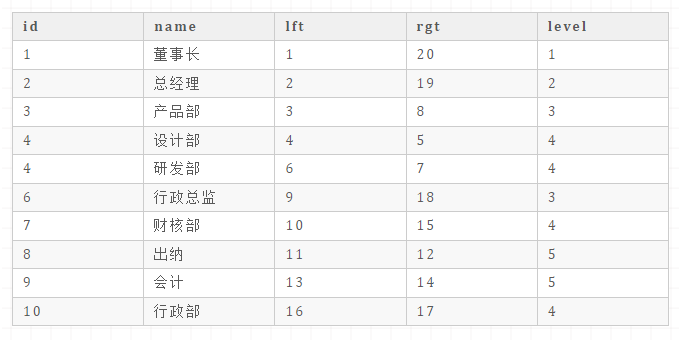 id name lft rgt level
1 董事长 1 20 1
2 总经理 2 19 2
3 产品部 3 8 3
4 设计部 4 5 4
4 研发部 6 7 4
6 行政总监 9 18 3
7 财核部 10 15 4
8 出纳 11 12 5
9 会计 13 14 5
10 行政部 16 17 4